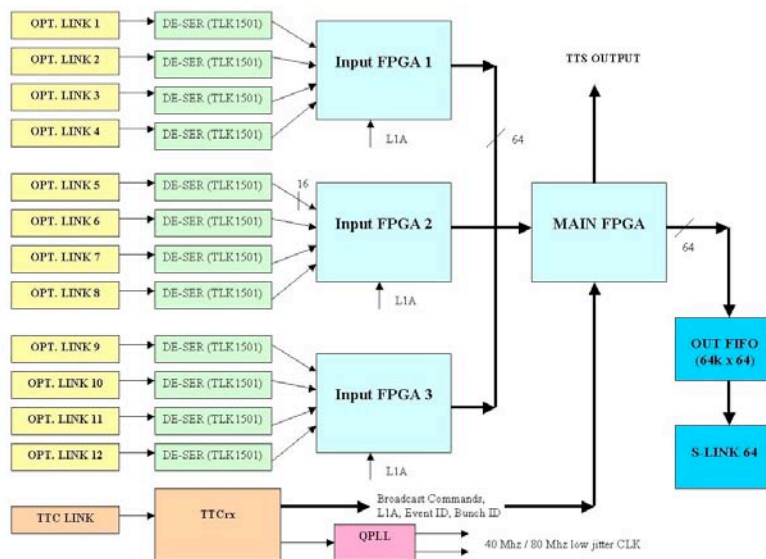 OPT. LINK 1
DE-SER (TLK1501)
OPT. LINK 2
DE-SER (TLK1501)
OPT. LINK 3
DE-SER (TLK1501)
OPT. LINK 4
DE-SER (TLK1501)
Input FPGA 1
L1A
64
TTS OUTPUT
OPT. LINK 5
DE-SER (TLK1501)
16
OPT. LINK 6
DE-SER (TLK1501)
OPT. LINK 7
DE-SER (TLK1501)
OPT. LINK 8
DE-SER (TLK1501)
Input FPGA 2
L1A
MAIN FPGA
64
OPT. LINK 9
DE-SER (TLK1501)
OPT. LINK 10
DE-SER (TLK1501)
OPT. LINK 11
DE-SER (TLK1501)
OPT. LINK 12
DE-SER (TLK1501)
Input FPGA 3
L1A
OUT FIFO
(64k x 64)
S-LINK 64
TTC LINK
TTCrx
Broadcast Commands,
L1A, Event ID, Bunch ID
QPLL
40 Mhz / 80 Mhz low jitter CLK